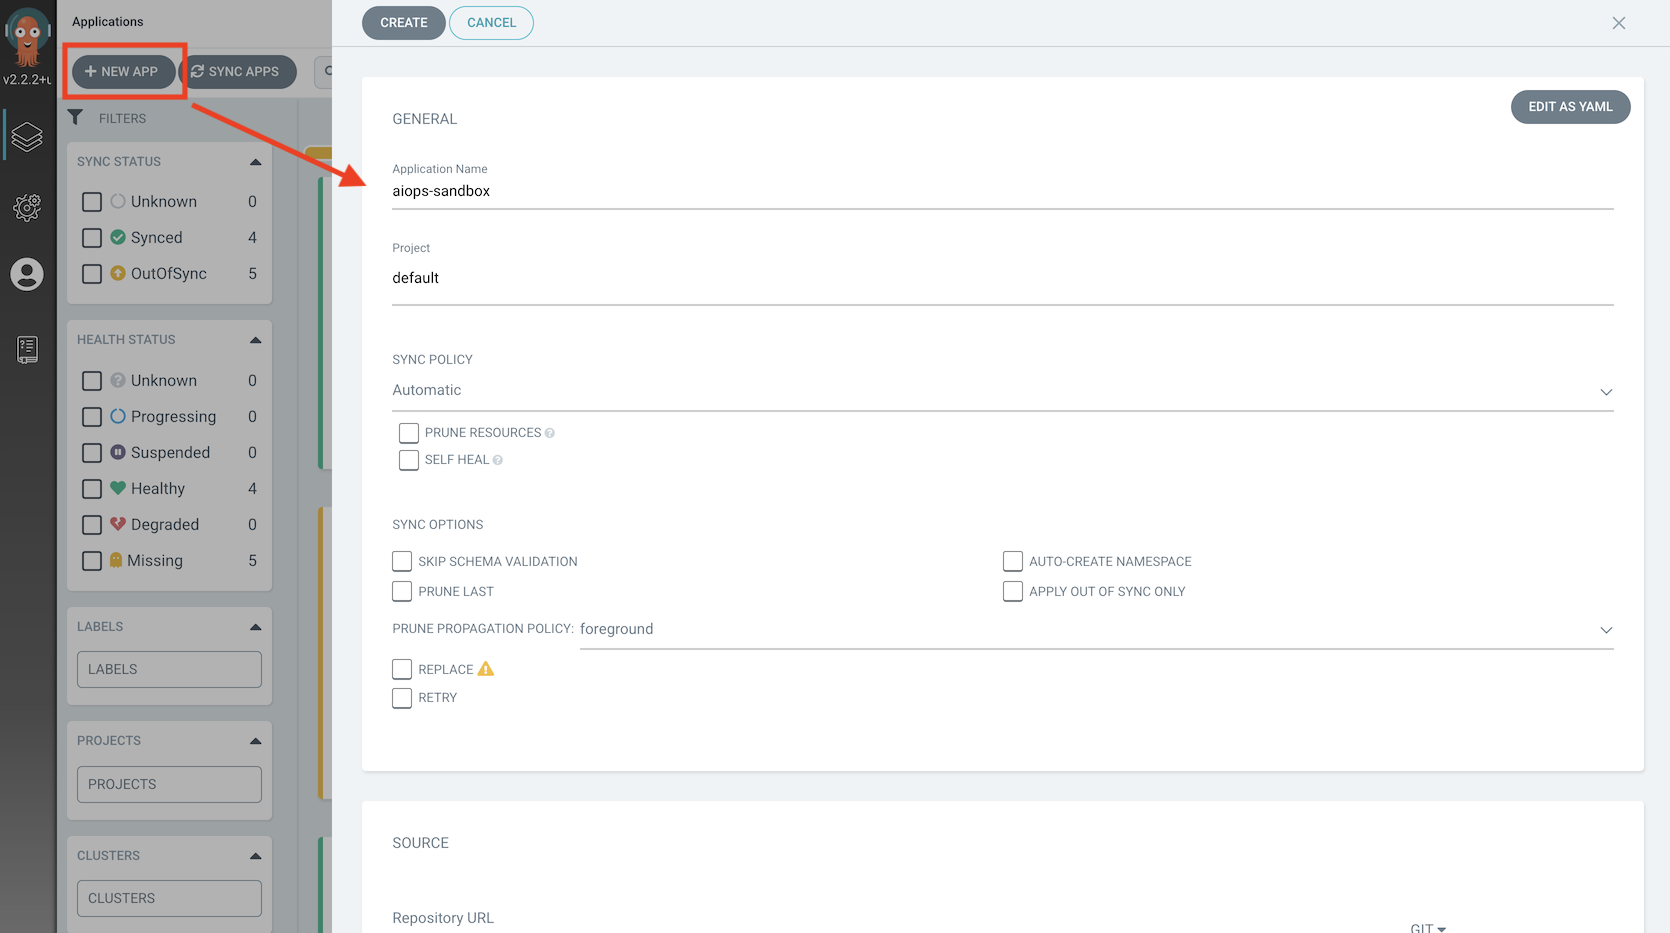 Applications
v2.2.2+u
NEW APP
SYNC APPS
FILTERS
SYNC STATUS
Unknown 0
Synced 4
OutOfSync 5
HEALTH STATUS
Unknown 0
Progressing 0
Suspended 0
Healthy 4
Degraded 0
Missing 5
LABELS
LABELS
PROJECTS
PROJECTS
CLUSTERS
CLUSTERS
CREATE
CANCEL
GENERAL
EDIT AS YAML
Application Name
aiops-sandbox
Project
default
SYNC POLICY
Automatic
PRUNE RESOURCES
SELF HEAL
SYNC OPTIONS
SKIP SCHEMA VALIDATION
AUTO-CREATE NAMESPACE
PRUNE LAST
APPLY OUT OF SYNC ONLY
PRUNE PROPAGATION POLICY: foreground
REPLACE
RETRY
SOURCE
Repository URL
GIT